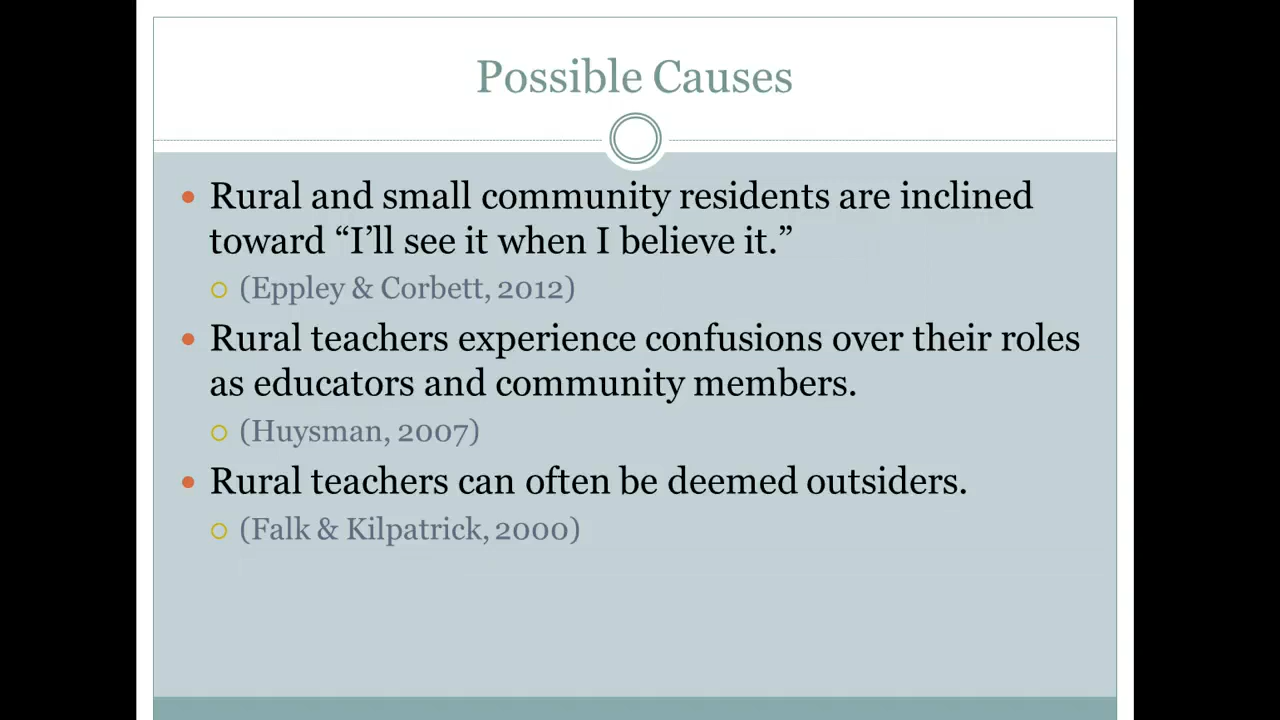 Possible Causes
Rural and small community residents are inclined
toward “I’ll see it when I believe it.”
(Eppley & Corbett, 2012)
Rural teachers experience confusions over their roles
as educators and community members.
(Huysman, 2007)
Rural teachers can often be deemed outsiders.
(Falk & Kilpatrick, 2000)